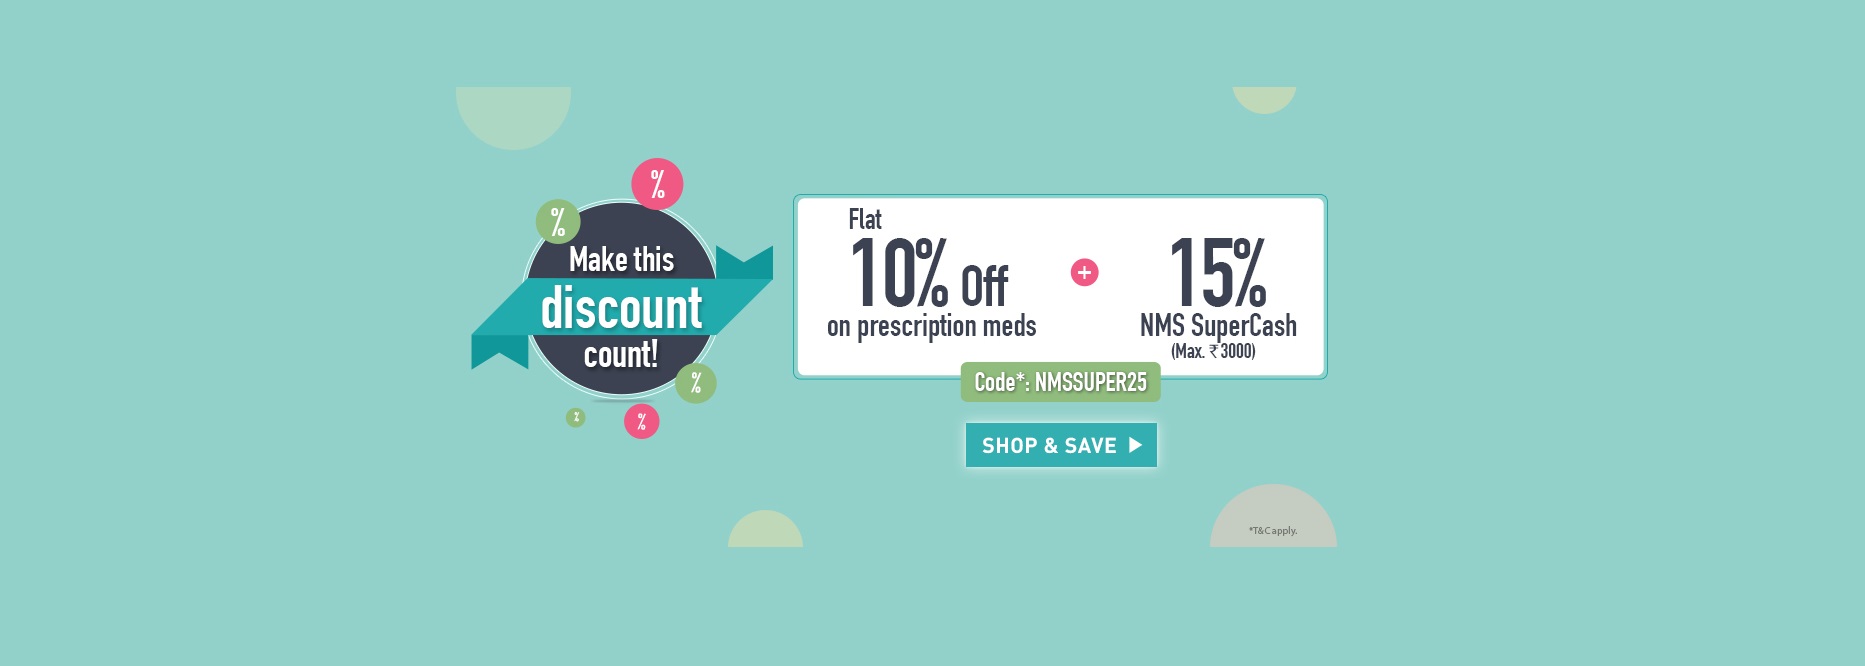 %
%
Make this
discount
count!
%
%
%
Flat
10% Off
on prescription meds
+
15%
NMS SuperCash
(Max. ₹3000)
Code*: NMSSUPER25
SHOP & SAVE
*T&C apply.